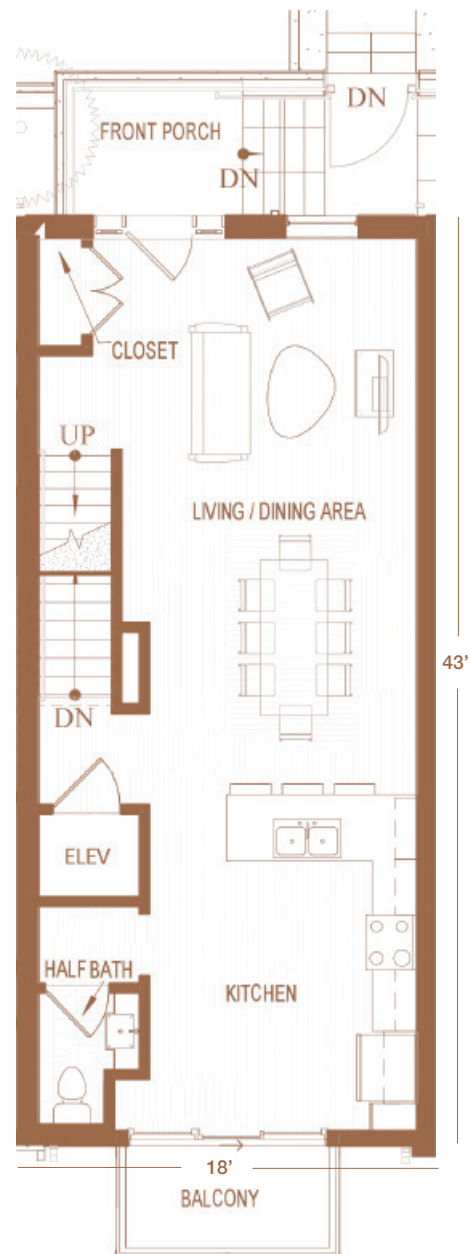 DN
FRONT PORCH
DN
CLOSET
UP
LIVING / DINING AREA
43'
DN
ELEV
HALF BATH
KITCHEN
18'
BALCONY